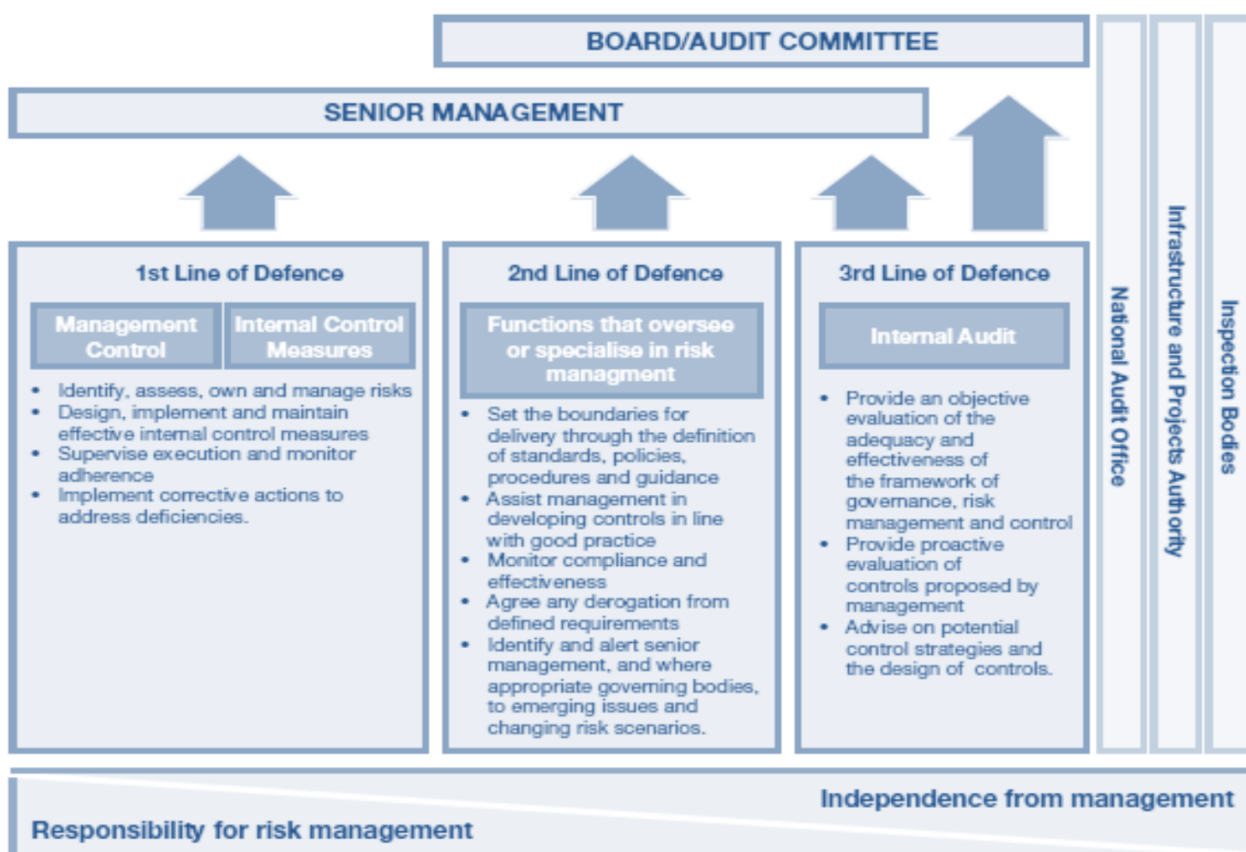 BOARD/AUDIT COMMITTEE
SENIOR MANAGEMENT
1st Line of Defence
Management
Control
Internal Control
Measures
• Identify, assess, own and manage risks
• Design, implement and maintain
effective internal control measures
• Supervise execution and monitor
adherence
• Implement corrective actions to
address deficiencies.
2nd Line of Defence
Functions that oversee
or specialise in risk
managment
• Set the boundaries for
delivery through the definition
of standards, policies,
procedures and guidance
• Assist management in
developing controls in line
with good practice
• Monitor compliance and
effectiveness
• Agree any derogation from
defined requirements
• Identify and alert senior
management, and where
appropriate governing bodies,
to emerging issues and
changing risk scenarios.
3rd Line of Defence
Internal Audit
• Provide an objective
evaluation of the
adequacy and
effectiveness of
the framework of
governance, risk
management and control
• Provide proactive
evaluation of
controls proposed by
management
• Advise on potential
control strategies and
the design of controls.
National Audit Office
Infrastructure and Projects Authority
Inspection Bodies
Independence from management
Responsibility for risk management